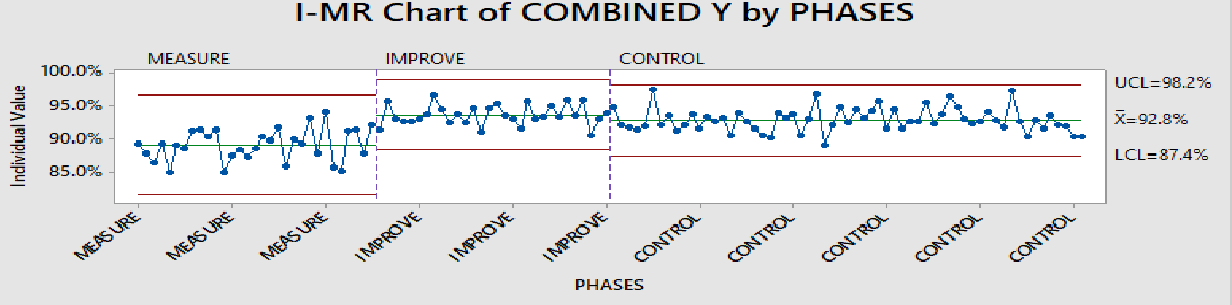 I-MR Chart of COMBINED Y by PHASES
MEASURE IMPROVE CONTROL
100.0%
95.0%
90.0%
85.0%
Individual Value
UCL=98.2%
X̄=92.8%
LCL=87.4%
MEASURE MEASURE MEASURE IMPROVE IMPROVE IMPROVE CONTROL CONTROL CONTROL CONTROL CONTROL
PHASES